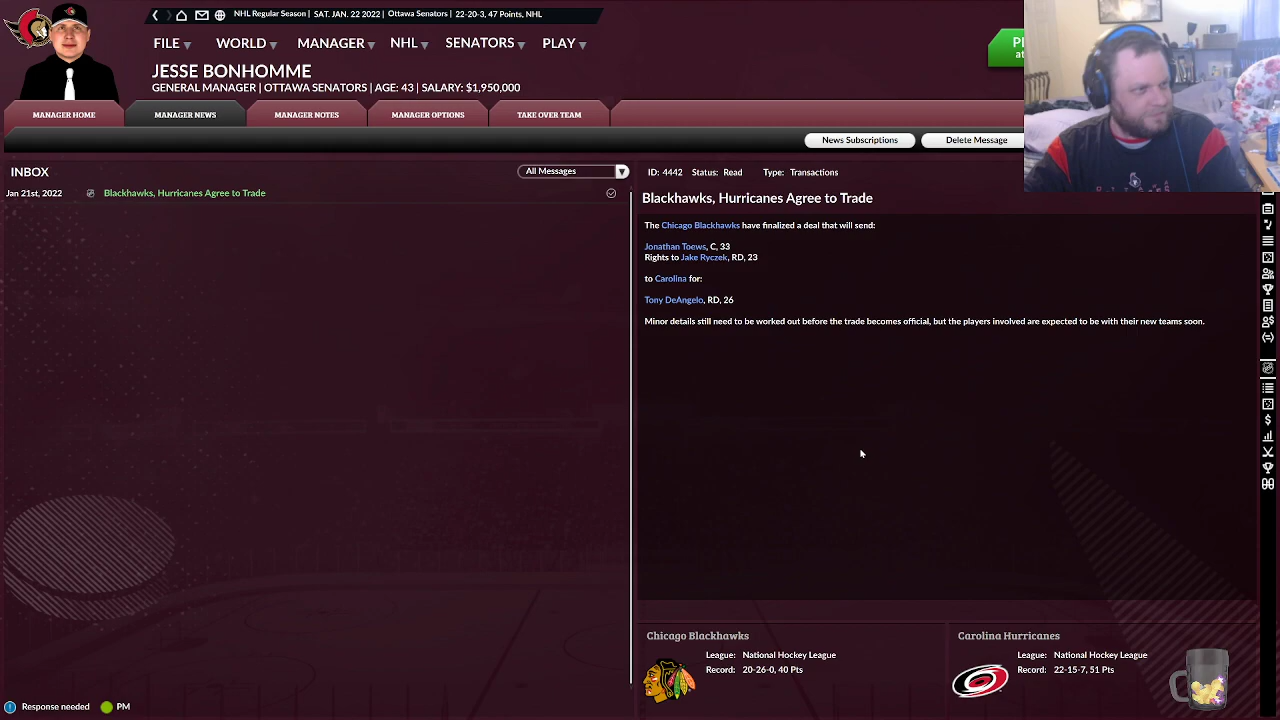 NHL Regular Season | SAT. JAN. 22 2022 | Ottawa Senators | 22-20-3, 47 Points, NHL
FILE WORLD MANAGER NHL SENATORS PLAY
JESSE BONHOMME
GENERAL MANAGER | OTTAWA SENATORS | AGE: 43 | SALARY: $1,950,000
MANAGER HOME MANAGER NEWS MANAGER NOTES MANAGER OPTIONS TAKE OVER TEAM
News Subscriptions Delete Message
INBOX All Messages
Jan 21st, 2022 Blackhawks, Hurricanes Agree to Trade
ID: 4442 Status: Read Type: Transactions
Blackhawks, Hurricanes Agree to Trade
The Chicago Blackhawks have finalized a deal that will send:
Jonathan Toews, C, 33
Rights to Jake Ryczek, RD, 23
to Carolina for:
Tony DeAngelo, RD, 26
Minor details still need to be worked out before the trade becomes official, but the players involved are expected to be with their new teams soon.
Chicago Blackhawks
League: National Hockey League
Record: 20-26-0, 40 Pts
Carolina Hurricanes
League: National Hockey League
Record: 22-15-7, 51 Pts
Response needed PM